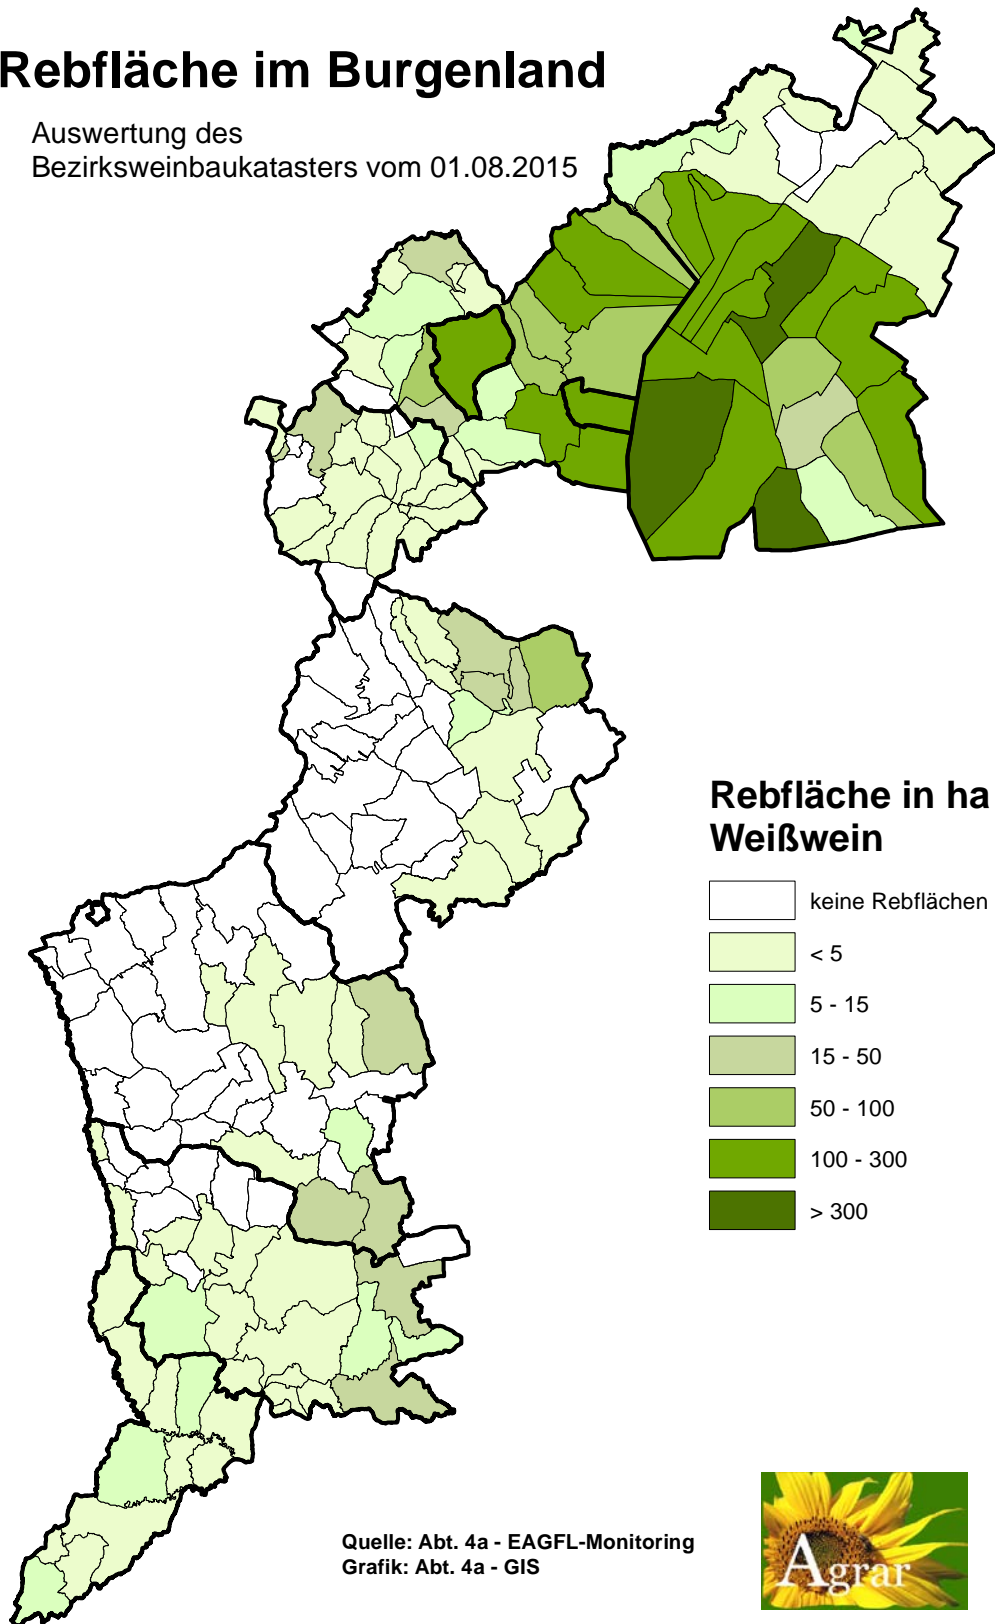 Rebfläche im Burgenland
Auswertung des
Bezirksweinbaukatasters vom 01.08.2015
Rebfläche in ha
Weißwein
keine Rebflächen
< 5
5 - 15
15 - 50
50 - 100
100 - 300
> 300
Quelle: Abt. 4a - EAGFL-Monitoring
Grafik: Abt. 4a - GIS
Agrar